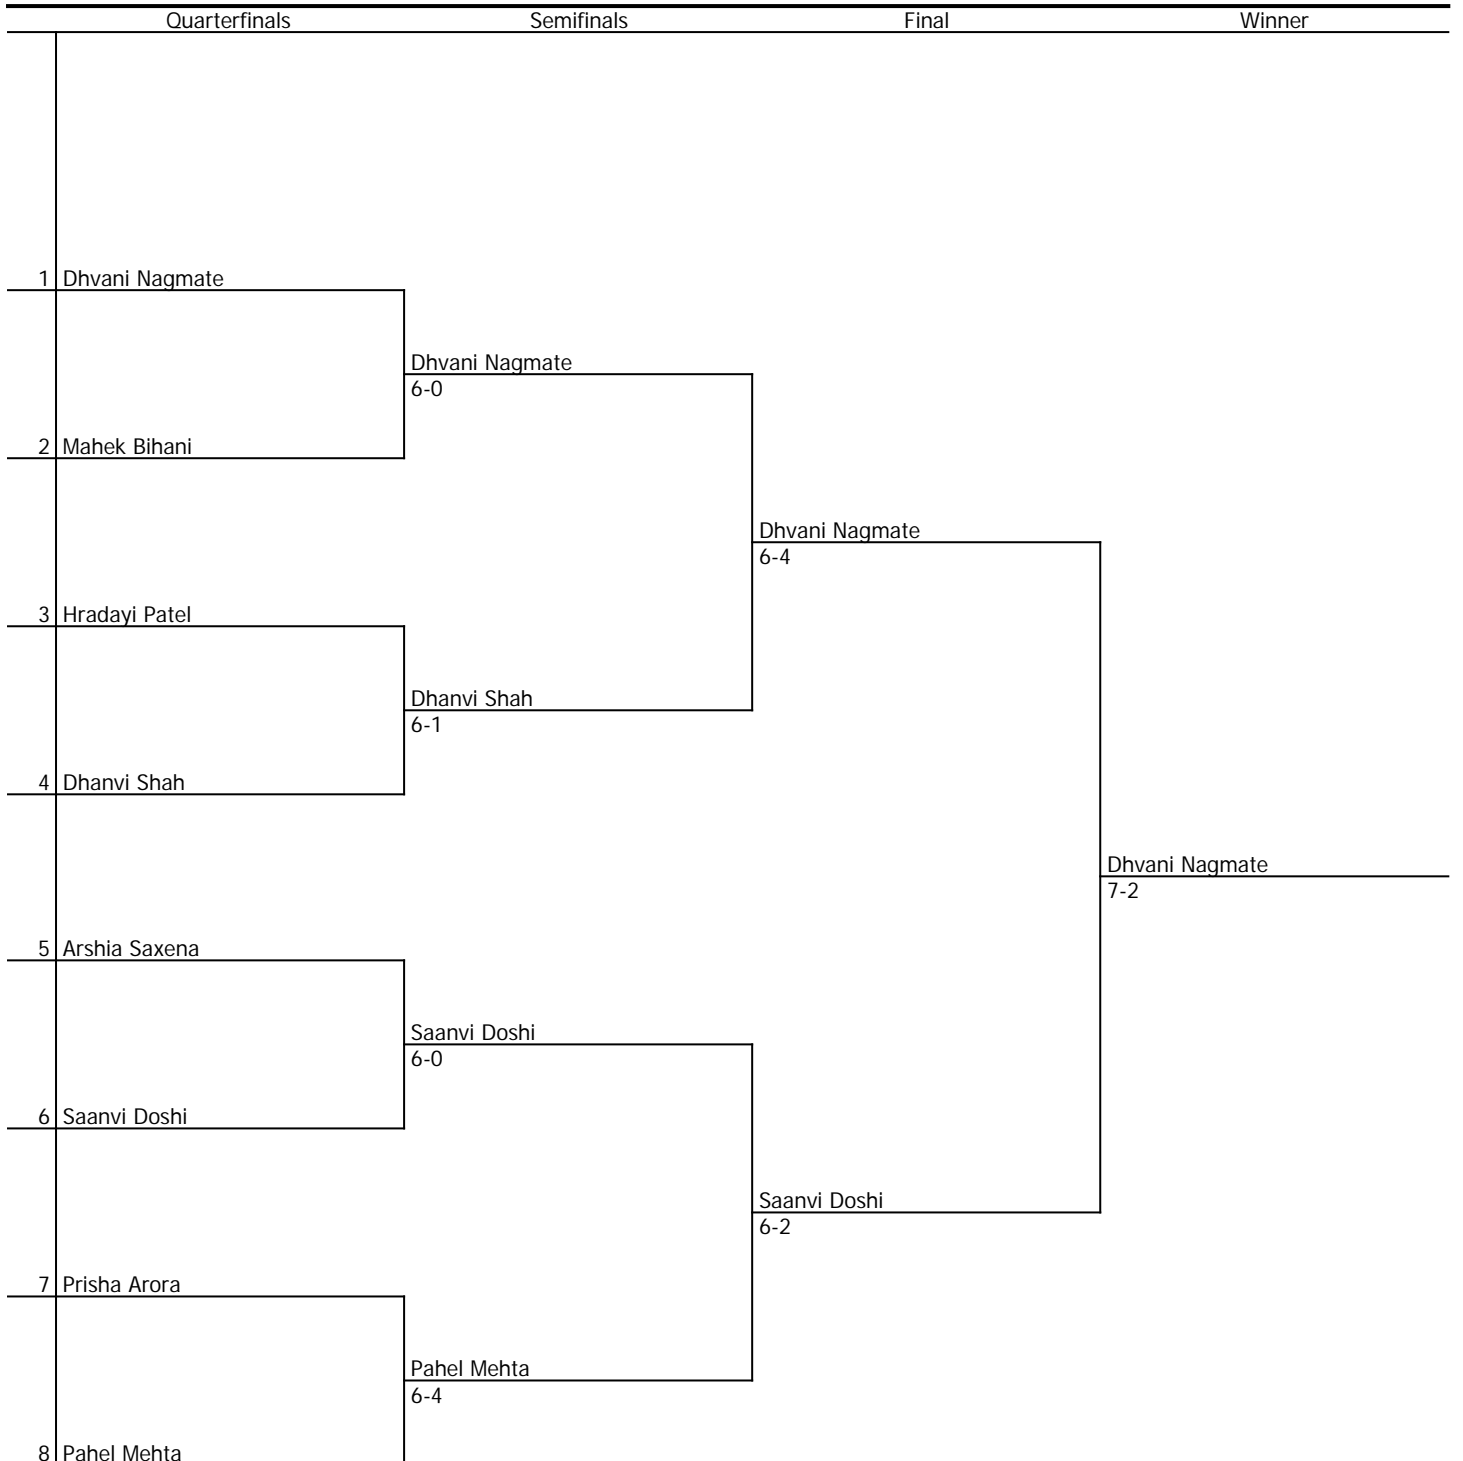 Quarterfinals Semifinals Final Winner
1 Dhvani Nagmate
Dhvani Nagmate
6-0
2 Mahek Bihani
Dhvani Nagmate
6-4
3 Hradayi Patel
Dhanvi Shah
6-1
4 Dhanvi Shah
Dhvani Nagmate
7-2
5 Arshia Saxena
Saanvi Doshi
6-0
6 Saanvi Doshi
Saanvi Doshi
6-2
7 Prisha Arora
Pahel Mehta
6-4
8 Pahel Mehta